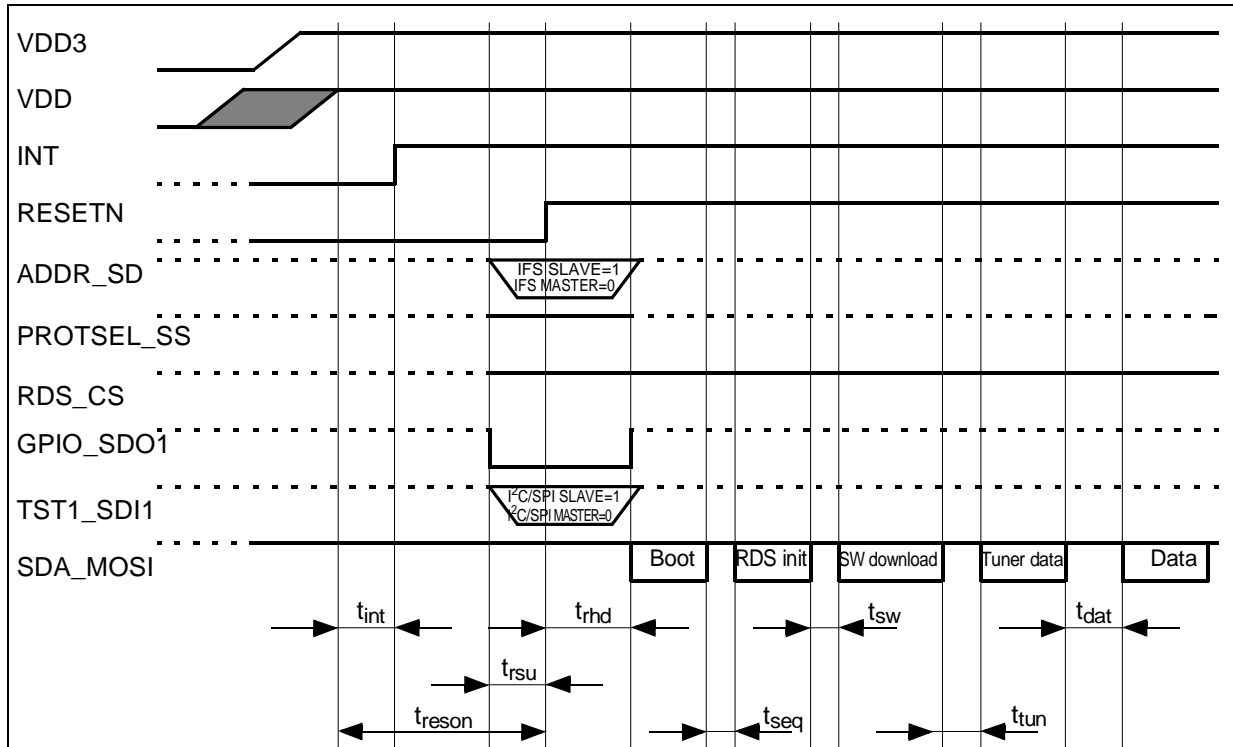 VDD3
VDD
INT
RESETN
ADDR_SD
IFS SLAVE=1
IFS MASTER=0
PROTSEL_SS
RDS_CS
GPIO_SDO1
TST1_SDI1
I²C/SPI SLAVE=1
I²C/SPI MASTER=0
SDA_MOSI
Boot
RDS init
SW download
Tuner data
Data
tint
trhd
tsw
tdat
trsu
treson
tseq
ttun